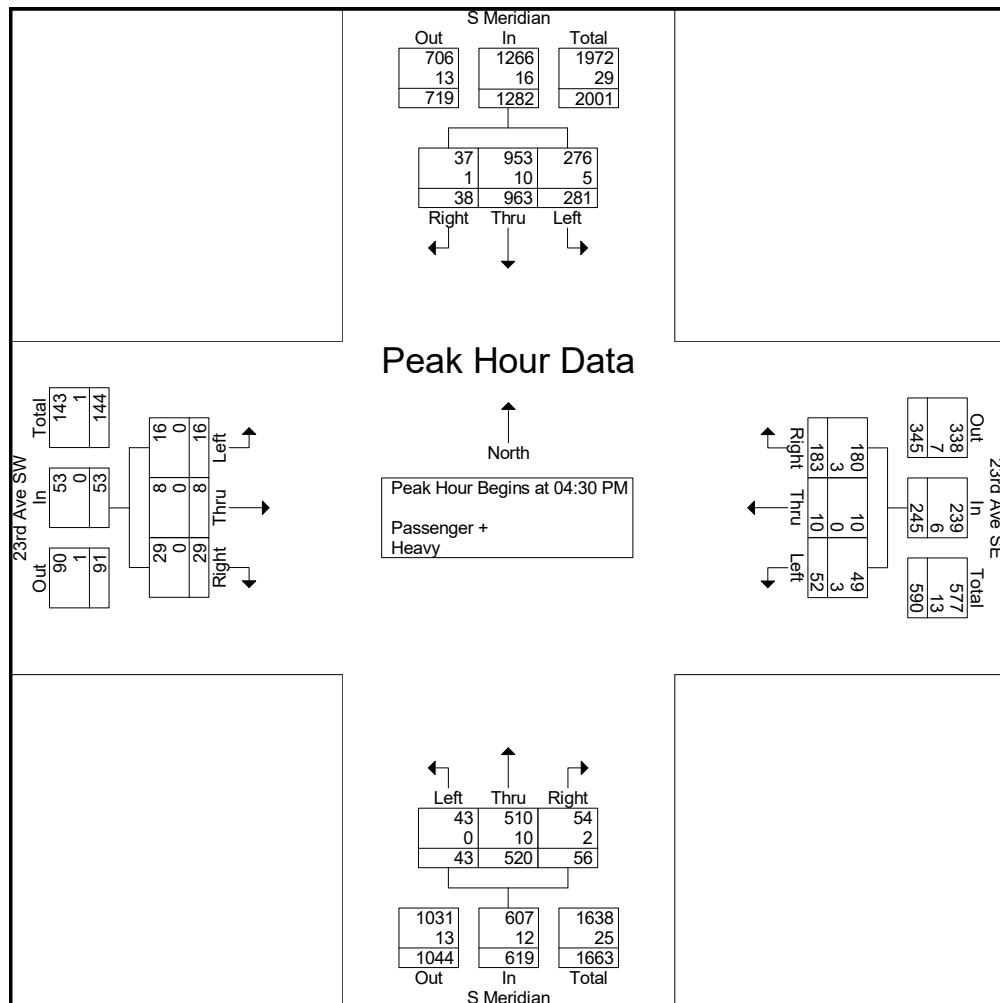 S Meridian
Out In Total
706 1266 1972
13 16 29
719 1282 2001
37 953 276
1 10 5
38 963 281
Right Thru Left
Peak Hour Data
North
Peak Hour Begins at 04:30 PM
Passenger +
Heavy
23rd Ave SW
Out In Total
90 53 143
1 0 1
91 53 144
16 8 29
0 0 0
16 8 29
Left Thru Right
23rd Ave SE
Out In Total
338 239 577
7 6 13
345 245 590
180 10 49
3 0 3
183 10 52
Right Thru Left
Left Thru Right
43 510 54
0 10 2
43 520 56
1031 607 1638
13 12 25
1044 619 1663
Out In Total
S Meridian